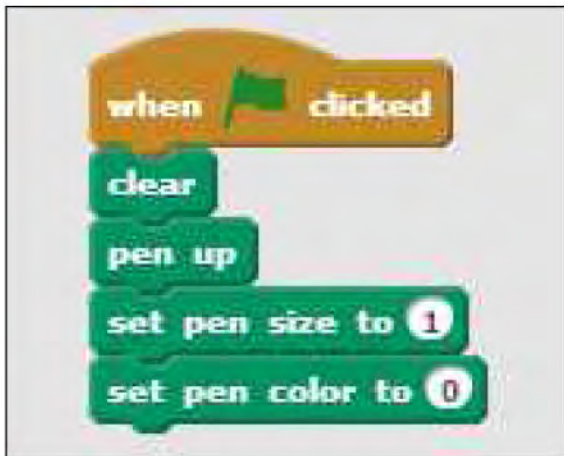 when clicked
clear
pen up
set pen size to 1
set pen color to 0